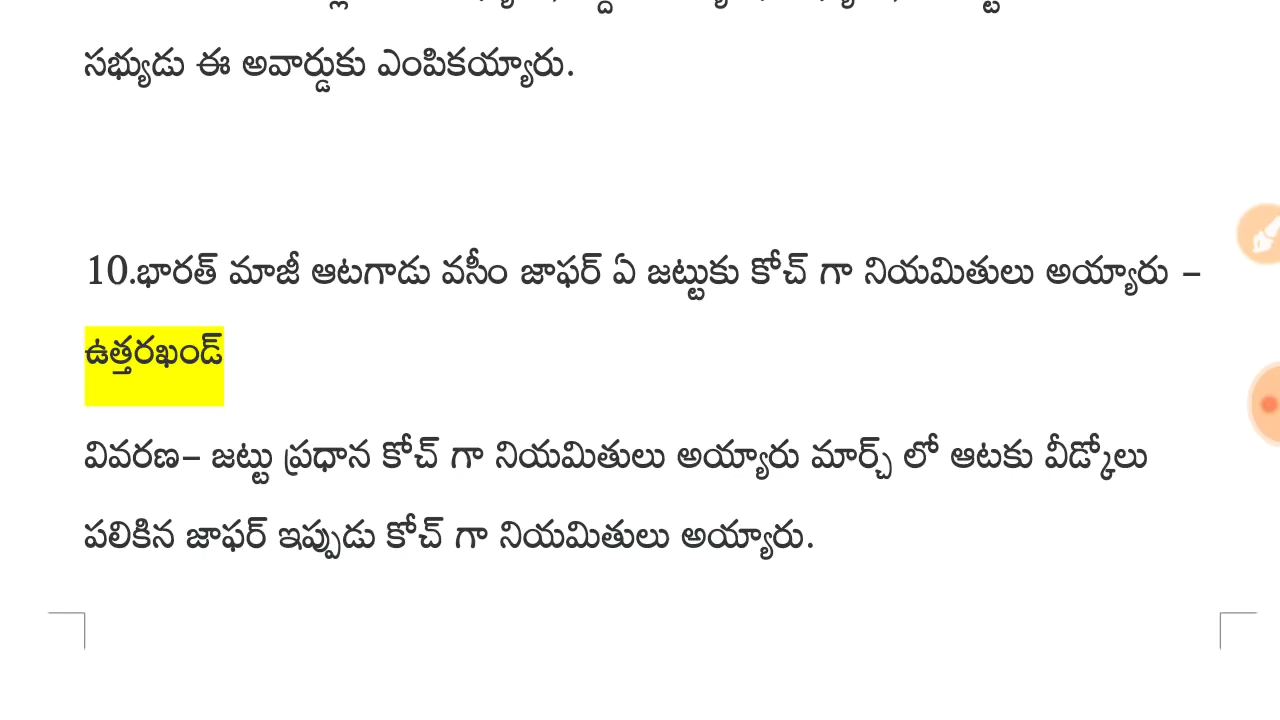 సభ్యుడు ఈ అవార్డుకు ఎంపికయ్యారు.
10.భారత్ మాజీ ఆటగాడు వసీం జాఫర్ ఏ జట్టుకు కోచ్ గా నియమితులు అయ్యారు –
ఉత్తరఖండ్
వివరణ– జట్టు ప్రధాన కోచ్ గా నియమితులు అయ్యారు మార్చ్ లో ఆటకు వీడ్కోలు
పలికిన జాఫర్ ఇప్పుడు కోచ్ గా నియమితులు అయ్యారు.